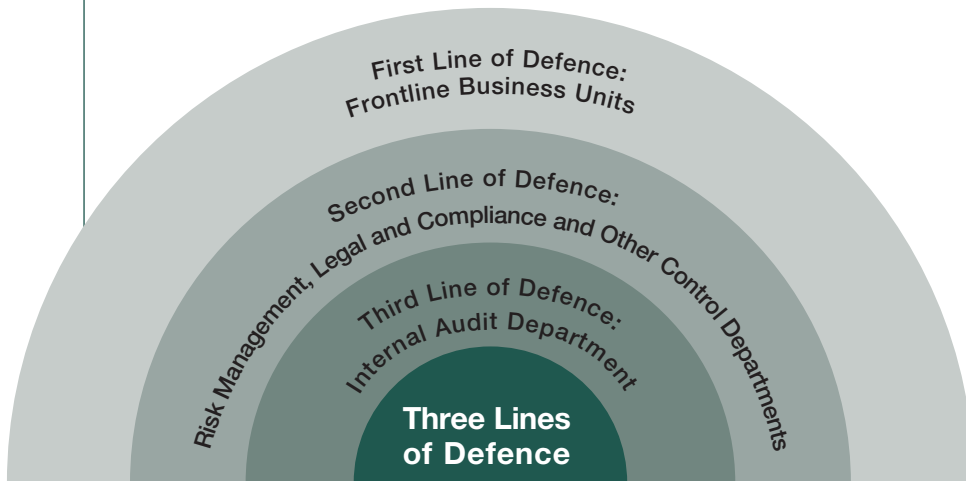 First Line of Defence:
Frontline Business Units
Second Line of Defence:
Risk Management, Legal and Compliance and Other Control Departments
Third Line of Defence:
Internal Audit Department
Three Lines
of Defence